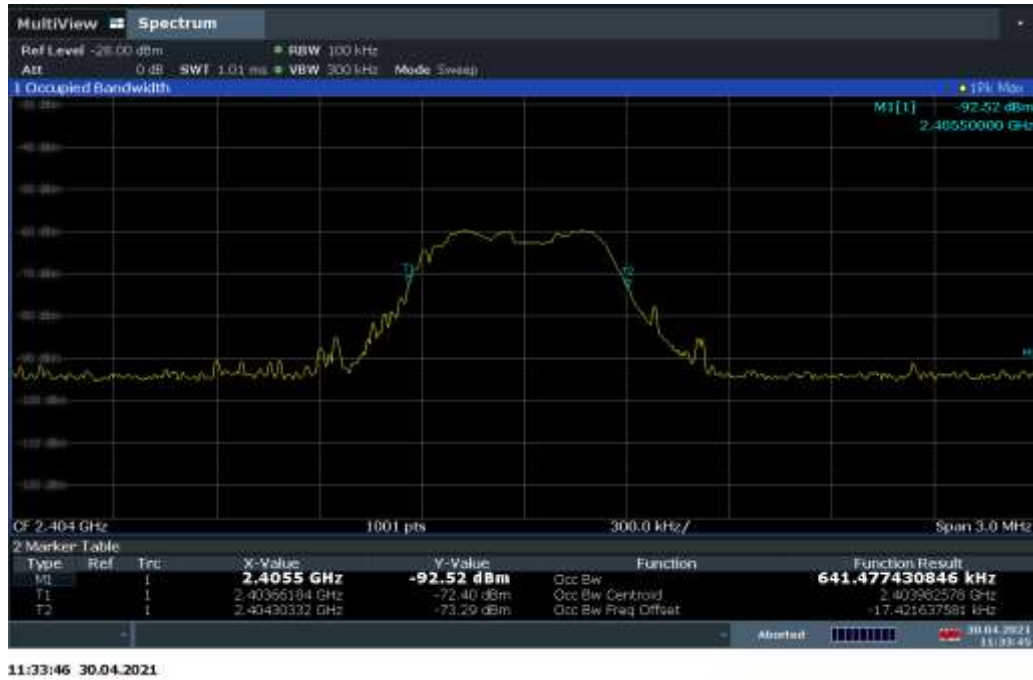 MultiView Spectrum
Ref Level -28.00 dBm RBW 100 kHz
Att 0 dB SWT 1.01 ms VBW 300 kHz Mode Sweep
1 Occupied Bandwidth 1Pk Max
M1[1] -92.52 dBm
2.40550000 GHz
T1 T2
M1
CF 2.404 GHz 1001 pts 300.0 kHz/ Span 3.0 MHz
2 Marker Table
Type Ref Trc X-Value Y-Value Function Function Result
M1 1 2.4055 GHz -92.52 dBm Occ Bw 641.477430846 kHz
T1 1 2.40366184 GHz -72.40 dBm Occ Bw Centroid 2.403982578 GHz
T2 1 2.40430332 GHz -73.29 dBm Occ Bw Freq Offset -17.421637581 kHz
Aborted 30.04.2021
11:33:45
11:33:46 30.04.2021